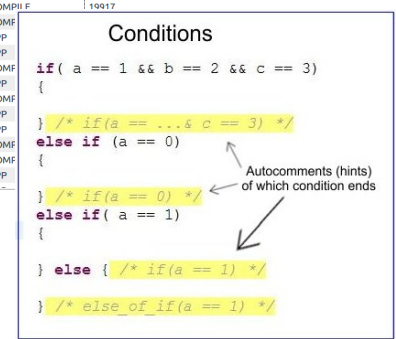 OMPILE 19917
Conditions
if( a == 1 && b == 2 && c == 3)
{
} /* if(a == ...& c == 3) */
else if (a == 0)
{
Autocomments (hints)
of which condition ends
} /* if(a == 0) */
else if( a == 1)
{
} else { /* if(a == 1) */
} /* else_of_if(a == 1) */